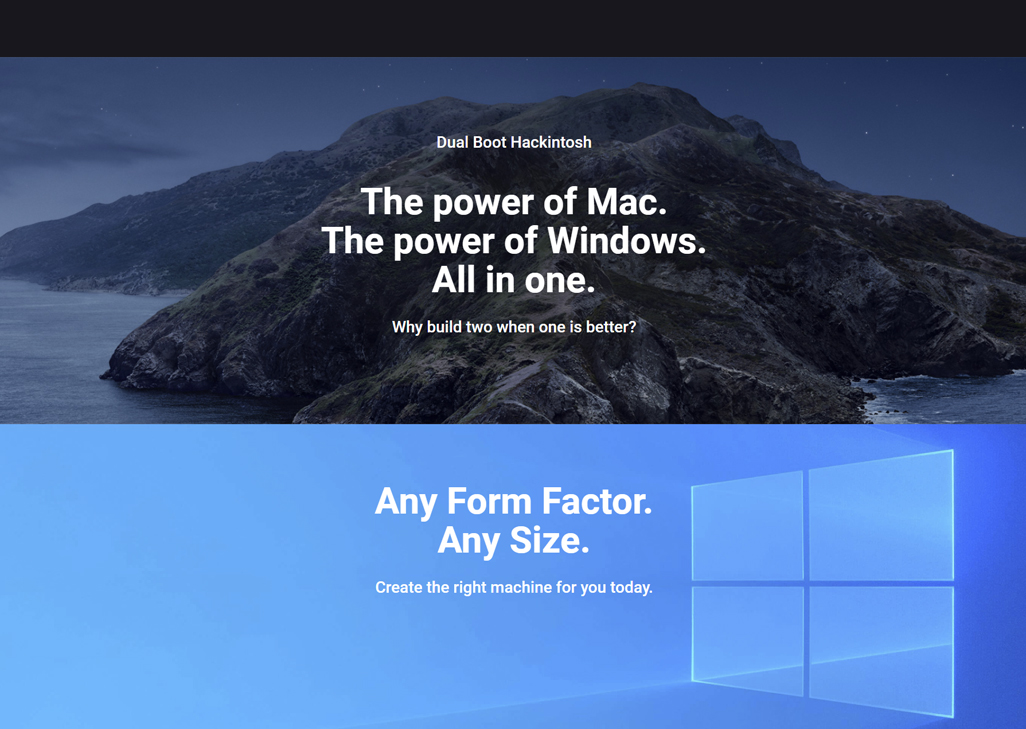 Dual Boot Hackintosh
The power of Mac.
The power of Windows.
All in one.
Why build two when one is better?
Any Form Factor.
Any Size.
Create the right machine for you today.